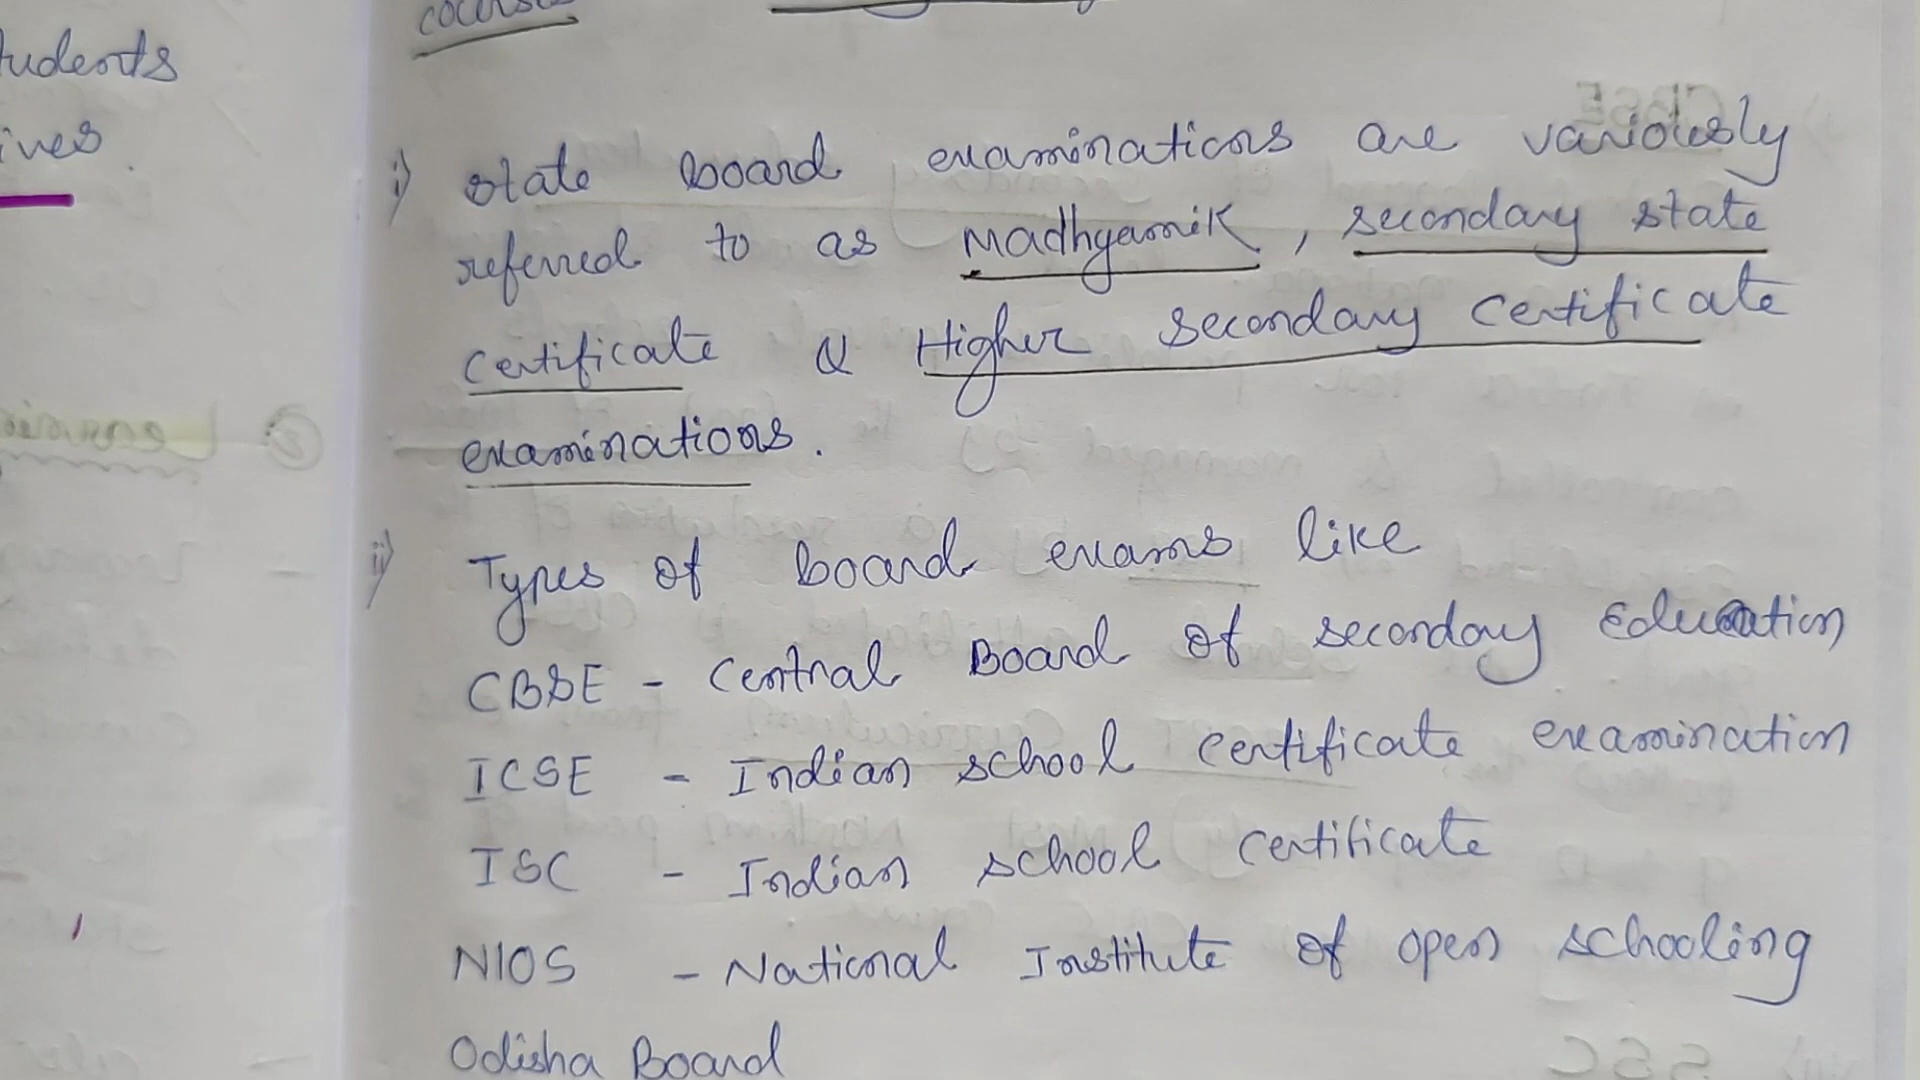 tudents
ives.
i) state board examinations are variously
referred to as Madhyamik, secondary state
certificate & Higher secondary certificate
examinations.
ii) Types of board exams like
CBSE - Central Board of secondary Education
ICSE - Indian school certificate examination
ISC - Indian school certificate
NIOS - National Institute of open schooling
Odisha Board